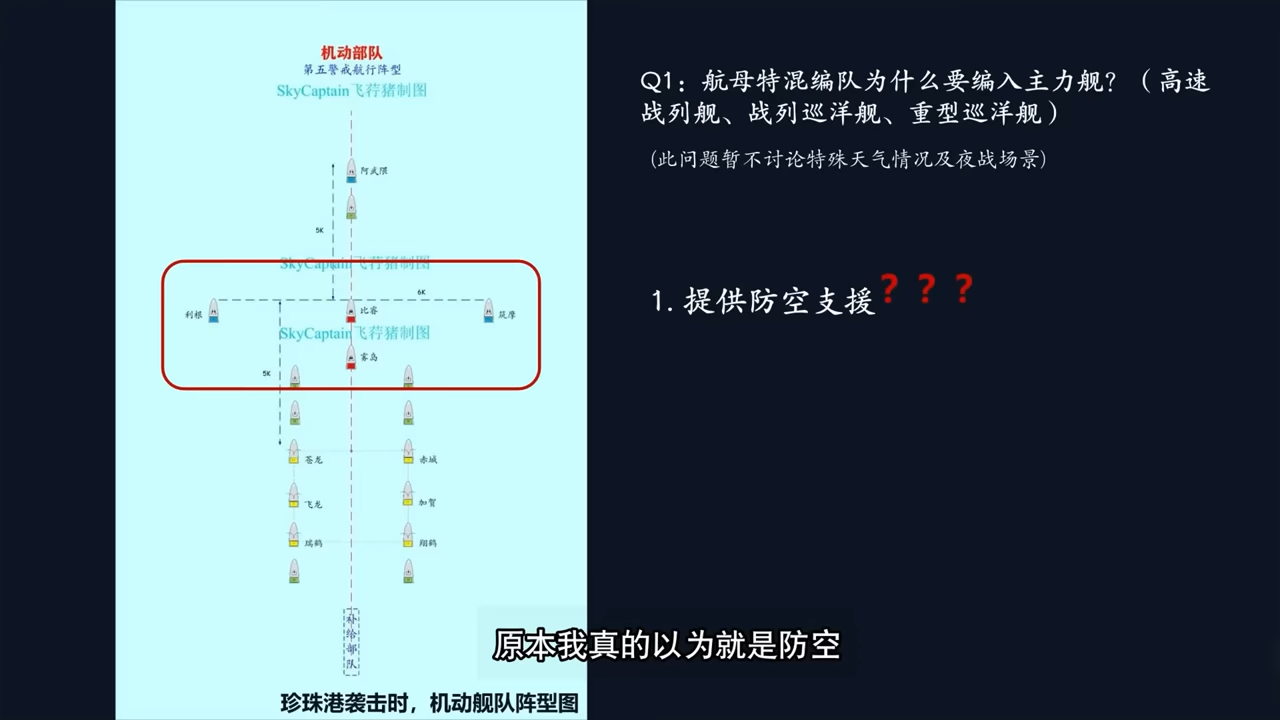 机动部队
第五警戒航行阵型
SkyCaptain飞荐猪制图
阿武隈
5K
SkyCaptain飞荐猪制图
6K
利根
比睿
筑摩
SkyCaptain飞荐猪制图
雾岛
5K
苍龙
赤城
飞龙
加贺
瑞鹤
翔鹤
补给部队
珍珠港袭击时，机动舰队阵型图
Q1：航母特混编队为什么要编入主力舰？（高速
战列舰、战列巡洋舰、重型巡洋舰）
（此问题暂不讨论特殊天气情况及夜战场景）
1. 提供防空支援？？？
原本我真的以为就是防空